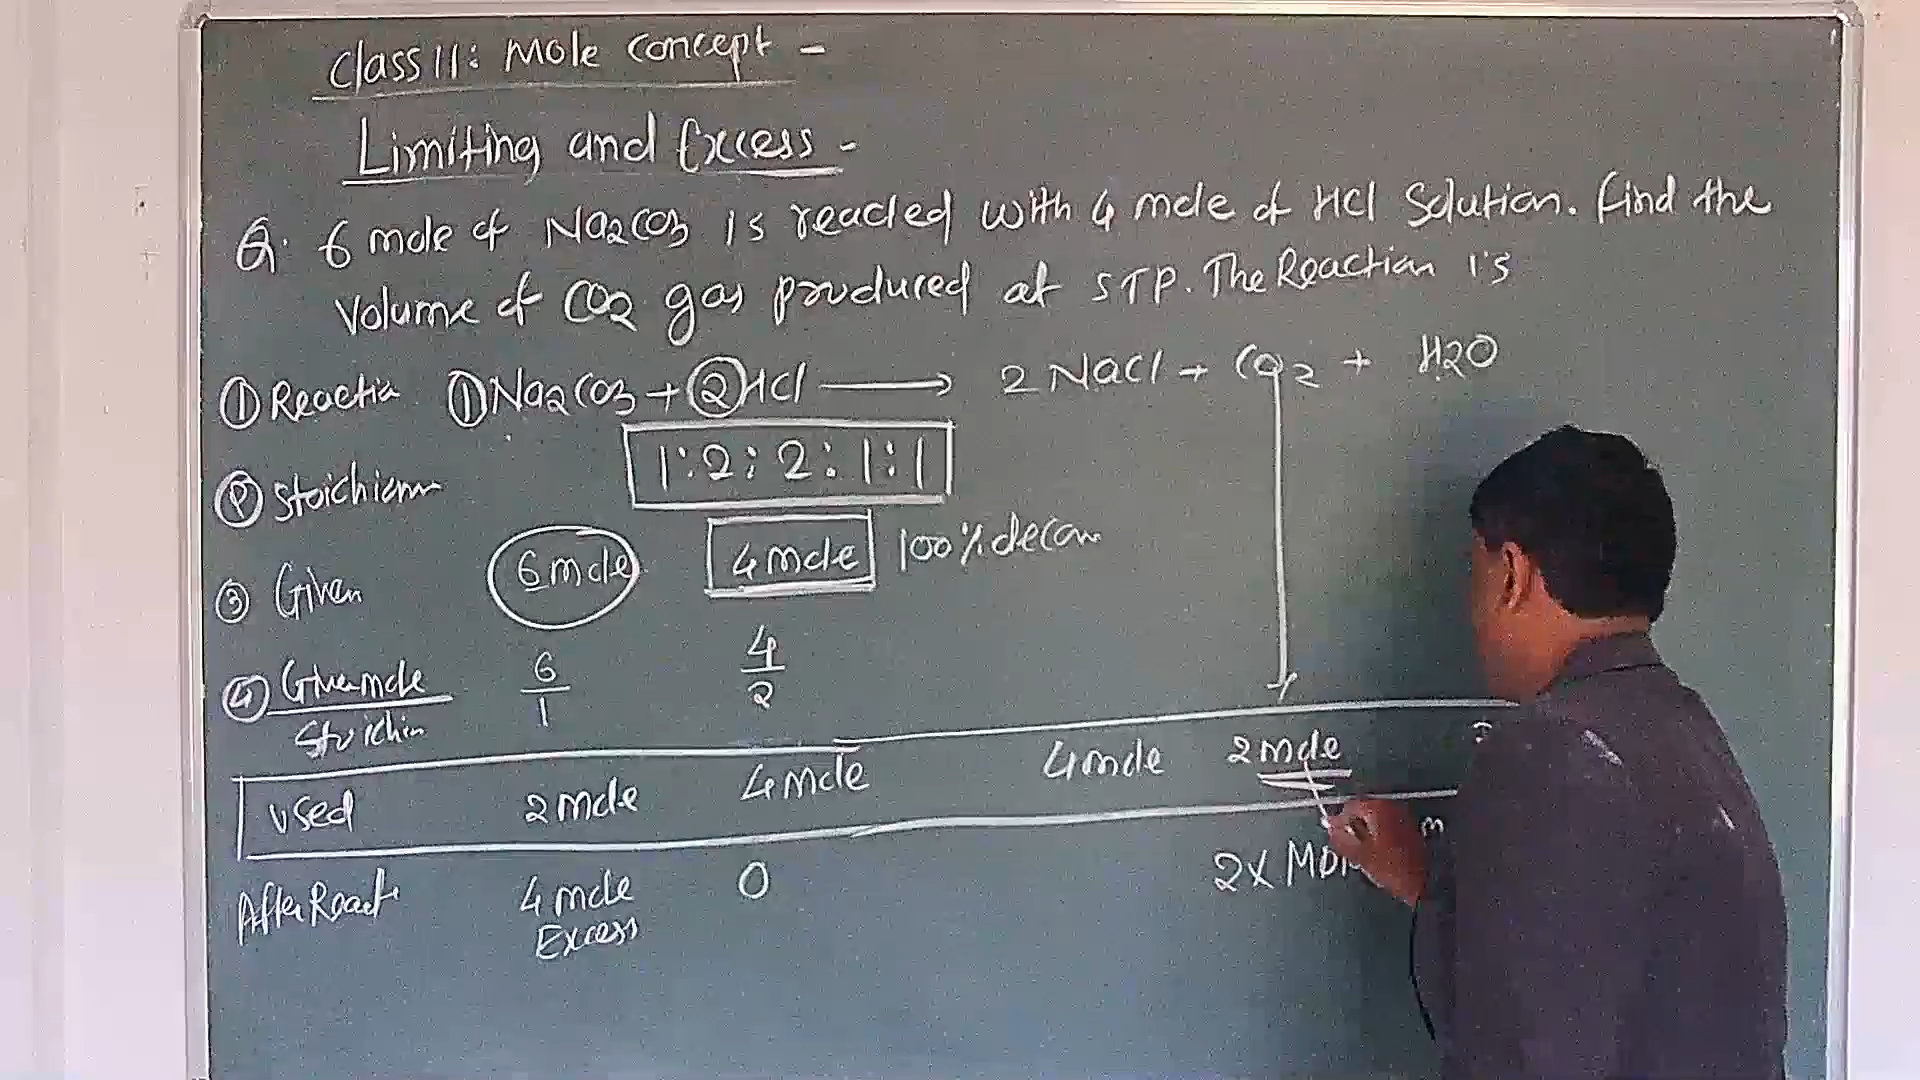 Class 11: Mole concept -
Limiting and Excess -
Q. 6 mole of Na2CO3 is reacted with 4 mole of HCl Solution. Find the
Volume of CO2 gas produced at STP. The Reaction is
① Reactio ① Na2CO3 + ② HCl ⟶ 2 NaCl + CO2 + H2O
1 : 2 : 2 : 1 : 1
② Stoichiom
③ Given 6 mole 4 mole 100%
④ Given mole / Stoichio 6/1 4/2
Used 2 mole 4 mole 4 mole 2 mole
After React 4 mole 0 2 x
Excess